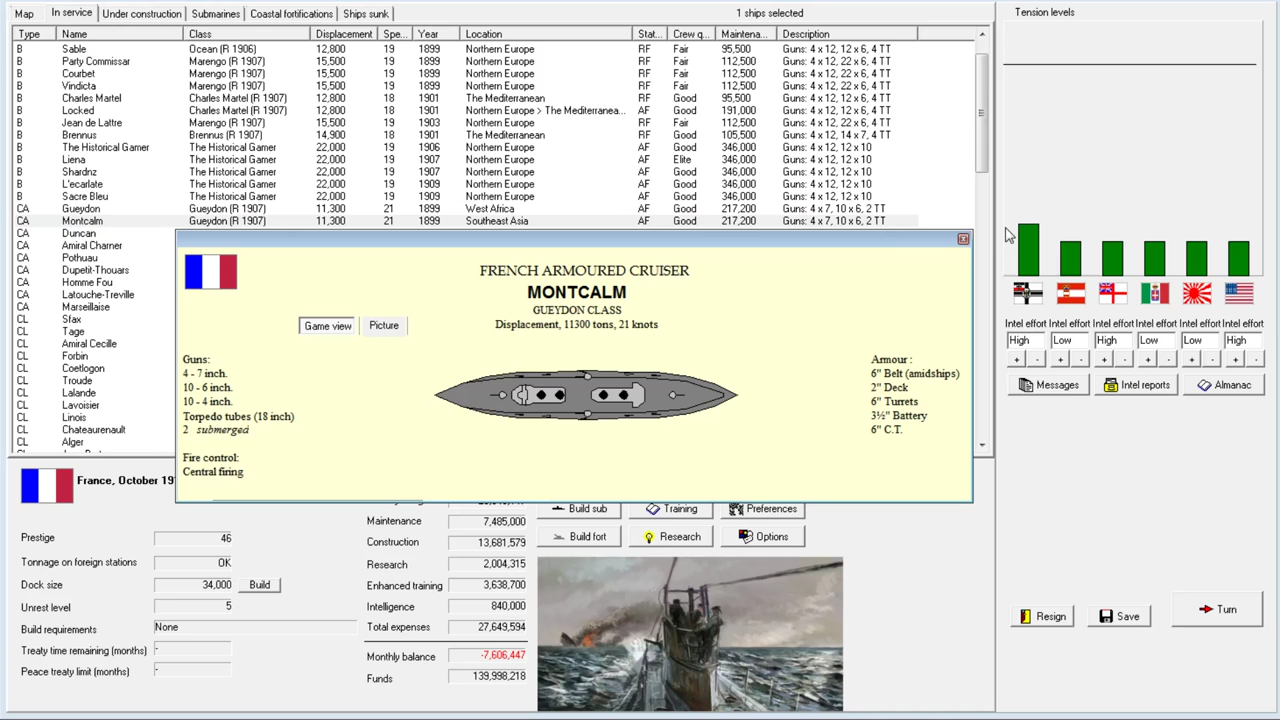 Map In service Under construction Submarines Coastal fortifications Ships sunk 1 ships selected
Type Name Class Displacement Spe... Year Location Stat... Crew q... Maintena... Description
B Sable Ocean (R 1906) 12,800 19 1899 Northern Europe RF Fair 95,500 Guns: 4 x 12, 12 x 6, 4 TT
B Party Commissar Marengo (R 1907) 15,500 19 1899 Northern Europe RF Fair 112,500 Guns: 4 x 12, 22 x 6, 4 TT
B Courbet Marengo (R 1907) 15,500 19 1899 Northern Europe RF Fair 112,500 Guns: 4 x 12, 22 x 6, 4 TT
B Vindicta Marengo (R 1907) 15,500 19 1899 Northern Europe RF Fair 112,500 Guns: 4 x 12, 22 x 6, 4 TT
B Charles Martel Charles Martel (R 1907) 12,800 18 1901 The Mediterranean RF Good 95,500 Guns: 4 x 12, 12 x 6, 4 TT
B Locked Charles Martel (R 1907) 12,800 18 1901 Northern Europe > The Mediterranea... AF Good 191,000 Guns: 4 x 12, 12 x 6, 4 TT
B Jean de Lattre Marengo (R 1907) 15,500 19 1903 Northern Europe RF Fair 112,500 Guns: 4 x 12, 22 x 6, 4 TT
B Brennus Brennus (R 1907) 14,900 18 1901 The Mediterranean RF Good 105,500 Guns: 4 x 12, 14 x 7, 4 TT
B The Historical Gamer The Historical Gamer 22,000 19 1906 Northern Europe AF Good 346,000 Guns: 4 x 12, 12 x 10
B Liena The Historical Gamer 22,000 19 1907 Northern Europe AF Elite 346,000 Guns: 4 x 12, 12 x 10
B Shardnz The Historical Gamer 22,000 19 1907 Northern Europe AF Good 346,000 Guns: 4 x 12, 12 x 10
B L'ecarlate The Historical Gamer 22,000 19 1909 Northern Europe AF Good 346,000 Guns: 4 x 12, 12 x 10
B Sacre Bleu The Historical Gamer 22,000 19 1909 Northern Europe AF Good 346,000 Guns: 4 x 12, 12 x 10
CA Gueydon Gueydon (R 1907) 11,300 21 1899 West Africa AF Good 217,200 Guns: 4 x 7, 10 x 6, 2 TT
CA Montcalm Gueydon (R 1907) 11,300 21 1899 Southeast Asia AF Good 217,200 Guns: 4 x 7, 10 x 6, 2 TT
CA Duncan
CA Amiral Charner
CA Pothuau
CA Dupetit-Thouars
CA Homme Fou
CA Latouche-Treville
CA Marseillaise
CL Sfax
CL Tage
CL Amiral Cecille
CL Forbin
CL Coetlogon
CL Troude
CL Lalande
CL Lavoisier
CL Linois
CL Chateaurenault
CL Alger
FRENCH ARMOURED CRUISER
MONTCALM
GUEYDON CLASS
Displacement, 11300 tons, 21 knots
Game view Picture
Guns:
4 - 7 inch.
10 - 6 inch.
10 - 4 inch.
Torpedo tubes (18 inch)
2 submerged
Fire control:
Central firing
Armour :
6" Belt (amidships)
2" Deck
6" Turrets
3½" Battery
6" C.T.
France, October
Prestige 46
Tonnage on foreign stations OK
Dock size 34,000 Build
Unrest level 5
Build requirements None
Treaty time remaining (months) -
Peace treaty limit (months) -
Maintenance 7,485,000
Construction 13,681,579
Research 2,004,315
Enhanced training 3,638,700
Intelligence 840,000
Total expenses 27,649,594
Monthly balance -7,606,447
Funds 139,998,218
Build sub Training Preferences
Build fort Research Options
Tension levels
Intel effort Intel effort Intel effort Intel effort Intel effort Intel effort
High Low High Low Low High
+ - + - + - + - + - + -
Messages Intel reports Almanac
Resign Save Turn